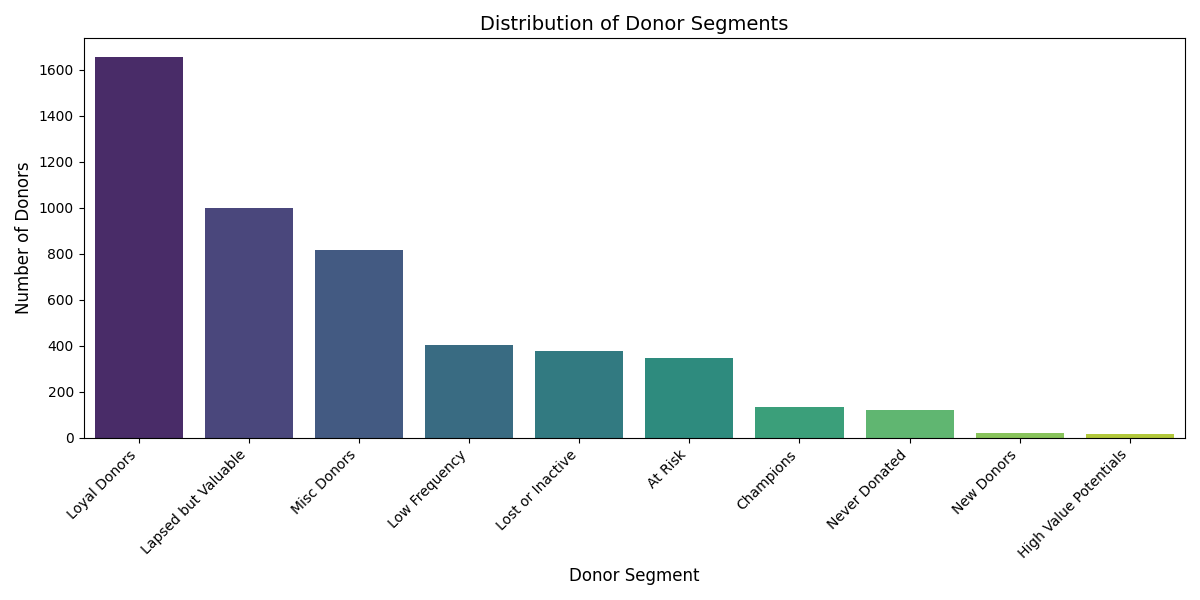 Distribution of Donor Segments
Number of Donors
1600
1400
1200
1000
800
600
400
200
0
Loyal Donors
Lapsed but Valuable
Misc Donors
Low Frequency
Lost or Inactive
At Risk
Champions
Never Donated
New Donors
High Value Potentials
Donor Segment